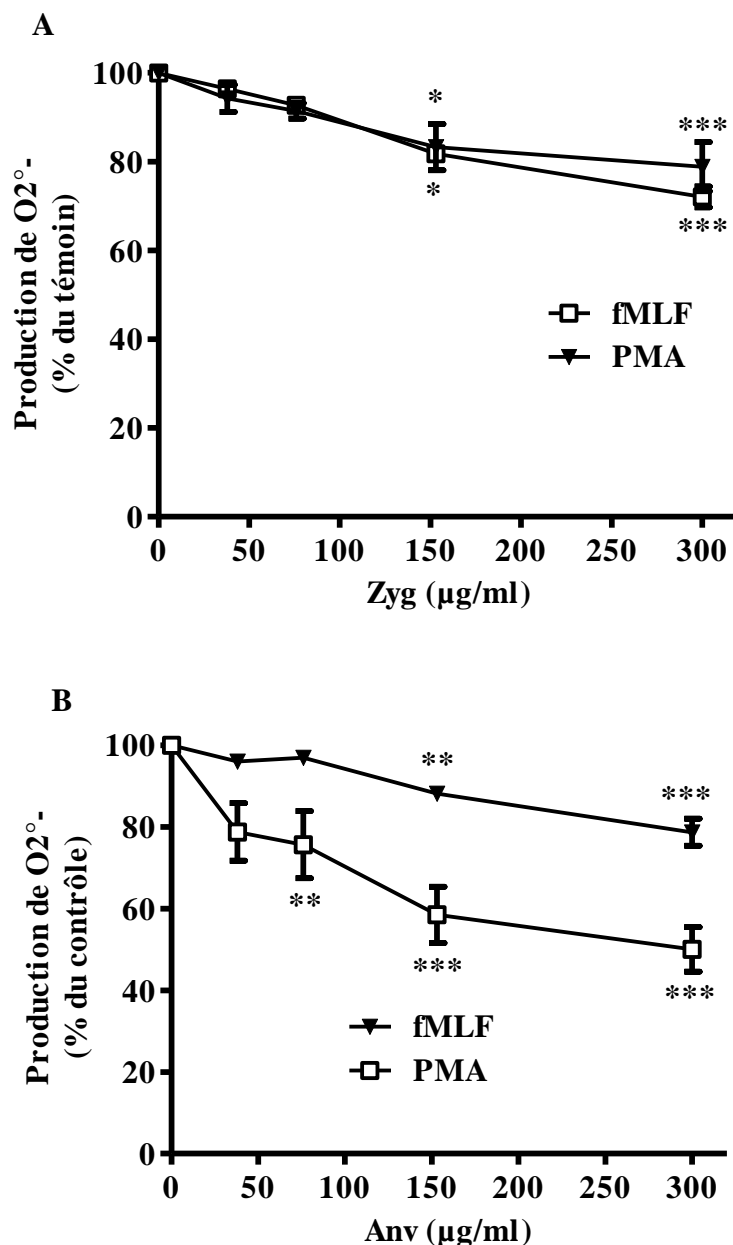 A
Production de O2°-
(% du témoin)
100
80
60
40
20
0
*
*
***
***
fMLF
PMA
0 50 100 150 200 250 300
Zyg (µg/ml)
B
Production de O2°-
(% du contrôle)
100
80
60
40
20
0
**
***
**
***
***
fMLF
PMA
0 50 100 150 200 250 300
Anv (µg/ml)